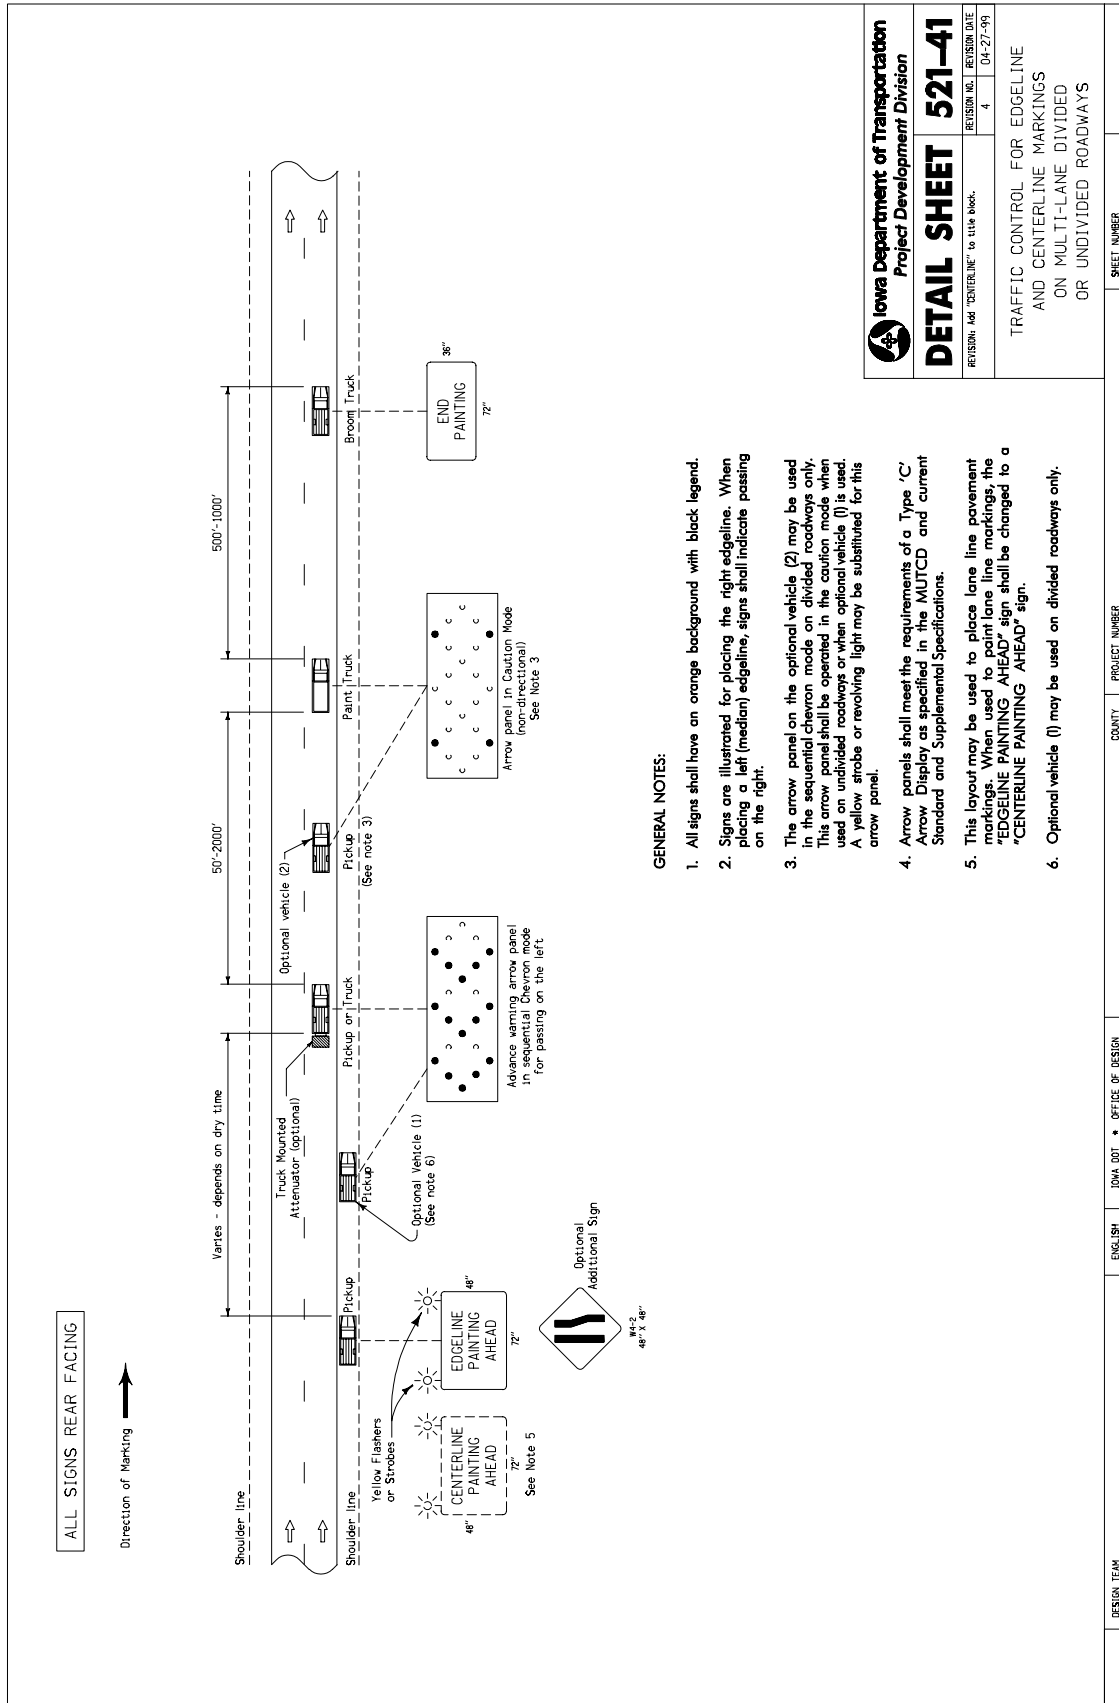 ALL SIGNS REAR FACING
Direction of Marking
Varies - depends on dry time
50'-2000'
500'-1000'
Shoulder line
Truck Mounted
Attenuator (optional)
Optional vehicle (2)
Shoulder line
Pickup
Pickup
Pickup or Truck
Pickup
(See note 3)
Paint Truck
Broom Truck
Yellow Flashers
or Strobes
Optional Vehicle (1)
(See note 6)
CENTERLINE
PAINTING
AHEAD
48"
72"
See Note 5
EDGELINE
PAINTING
AHEAD
48"
72"
Advance warning arrow panel
in sequential Chevron mode
for passing on the left
Arrow panel in Caution Mode
(non-directional)
See Note 3
END
PAINTING
36"
72"
Optional
Additional Sign
W4-2
48" X 48"
GENERAL NOTES:
1. All signs shall have an orange background with black legend.
2. Signs are illustrated for placing the right edgeline. When
placing a left (median) edgeline, signs shall indicate passing
on the right.
3. The arrow panel on the optional vehicle (2) may be used
in the sequential chevron mode on divided roadways only.
This arrow panel shall be operated in the caution mode when
used on undivided roadways or when optional vehicle (1) is used.
A yellow strobe or revolving light may be substituted for this
arrow panel.
4. Arrow panels shall meet the requirements of a Type 'C'
Arrow Display as specified in the MUTCD and current
Standard and Supplemental Specifications.
5. This layout may be used to place lane line pavement
markings. When used to paint lane line markings, the
"EDGELINE PAINTING AHEAD" sign shall be changed to a
"CENTERLINE PAINTING AHEAD" sign.
6. Optional vehicle (1) may be used on divided roadways only.
Iowa Department of Transportation
Project Development Division
DETAIL SHEET 521-41
REVISION: Add "CENTERLINE" to title block.
REVISION NO.
4
REVISION DATE
04-27-99
TRAFFIC CONTROL FOR EDGELINE
AND CENTERLINE MARKINGS
ON MULTI-LANE DIVIDED
OR UNDIVIDED ROADWAYS
DESIGN TEAM
ENGLISH
IOWA DOT * OFFICE OF DESIGN
COUNTY
PROJECT NUMBER
SHEET NUMBER